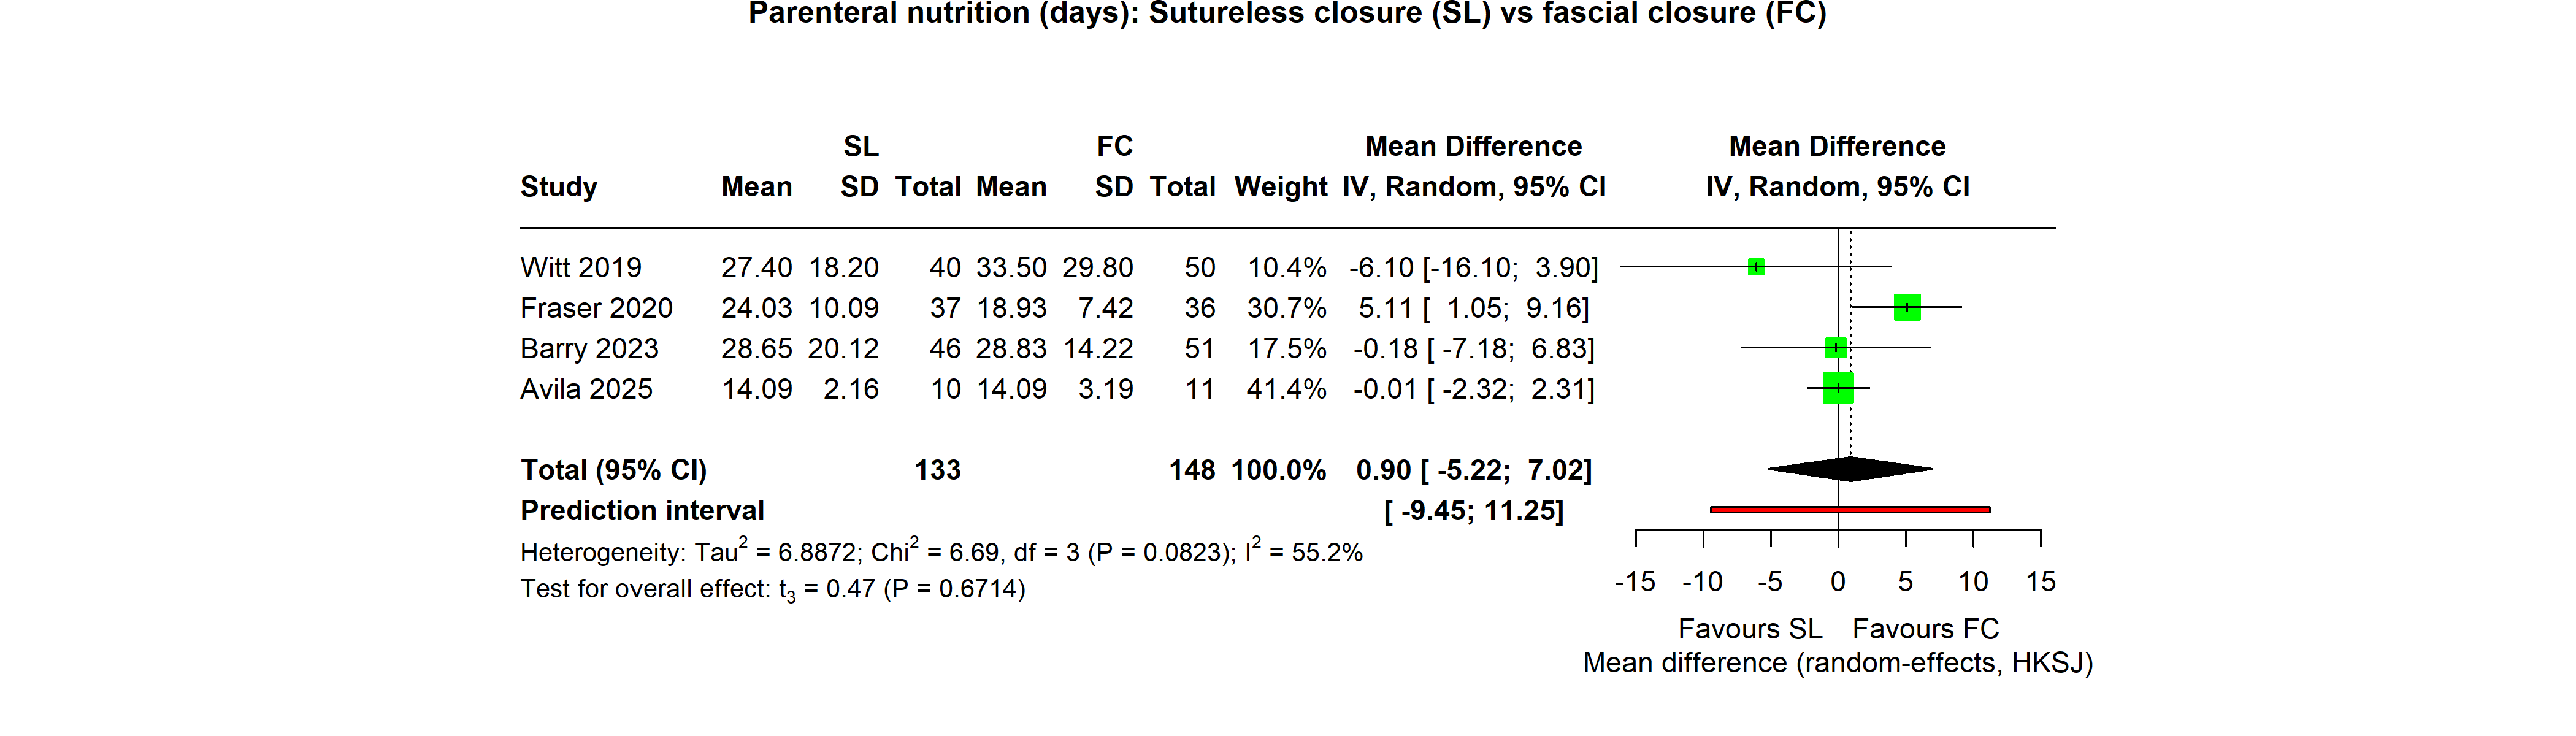 Parenteral nutrition (days): Sutureless closure (SL) vs fascial closure (FC)
SL FC Mean Difference Mean Difference
Study Mean SD Total Mean SD Total Weight IV, Random, 95% CI IV, Random, 95% CI
Witt 2019 27.40 18.20 40 33.50 29.80 50 10.4% -6.10 [-16.10; 3.90]
Fraser 2020 24.03 10.09 37 18.93 7.42 36 30.7% 5.11 [ 1.05; 9.16]
Barry 2023 28.65 20.12 46 28.83 14.22 51 17.5% -0.18 [ -7.18; 6.83]
Avila 2025 14.09 2.16 10 14.09 3.19 11 41.4% -0.01 [ -2.32; 2.31]
Total (95% CI) 133 148 100.0% 0.90 [ -5.22; 7.02]
Prediction interval [ -9.45; 11.25]
Heterogeneity: Tau² = 6.8872; Chi² = 6.69, df = 3 (P = 0.0823); I² = 55.2%
Test for overall effect: t₃ = 0.47 (P = 0.6714)
-15 -10 -5 0 5 10 15
Favours SL Favours FC
Mean difference (random-effects, HKSJ)